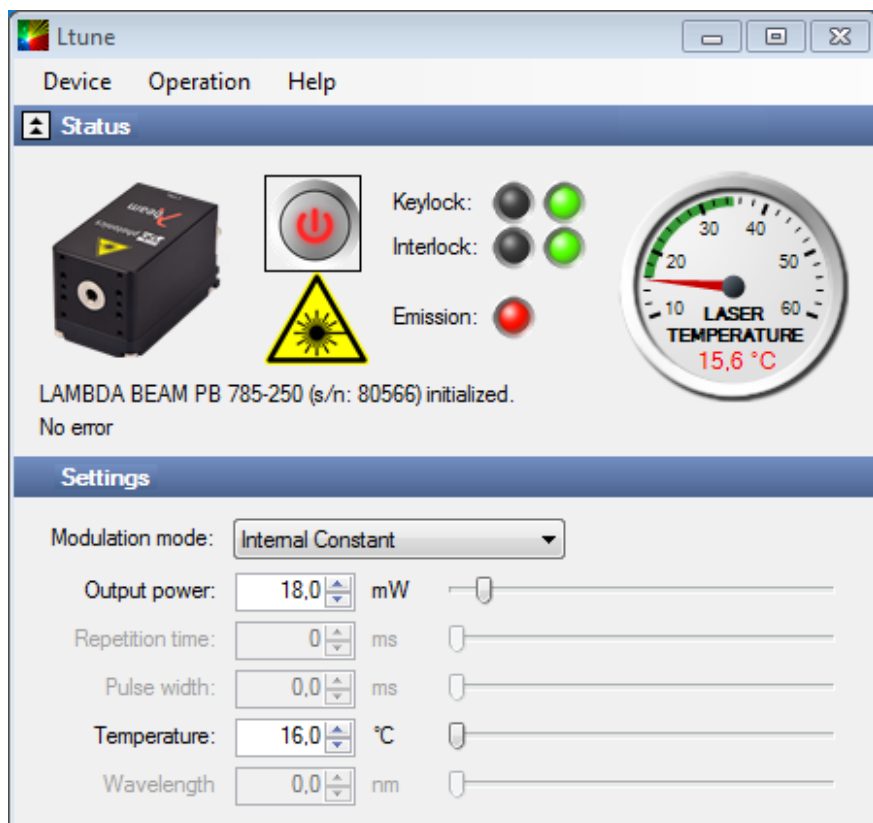 Ltune
Device Operation Help
Status
Keylock:
Interlock:
Emission:
10 20 30 40 50 60
LASER
TEMPERATURE
15,6 °C
beam
photonics
LAMBDA BEAM PB 785-250 (s/n: 80566) initialized.
No error
Settings
Modulation mode: Internal Constant
Output power: 18,0 mW
Repetition time: 0 ms
Pulse width: 0,0 ms
Temperature: 16,0 °C
Wavelength 0,0 nm